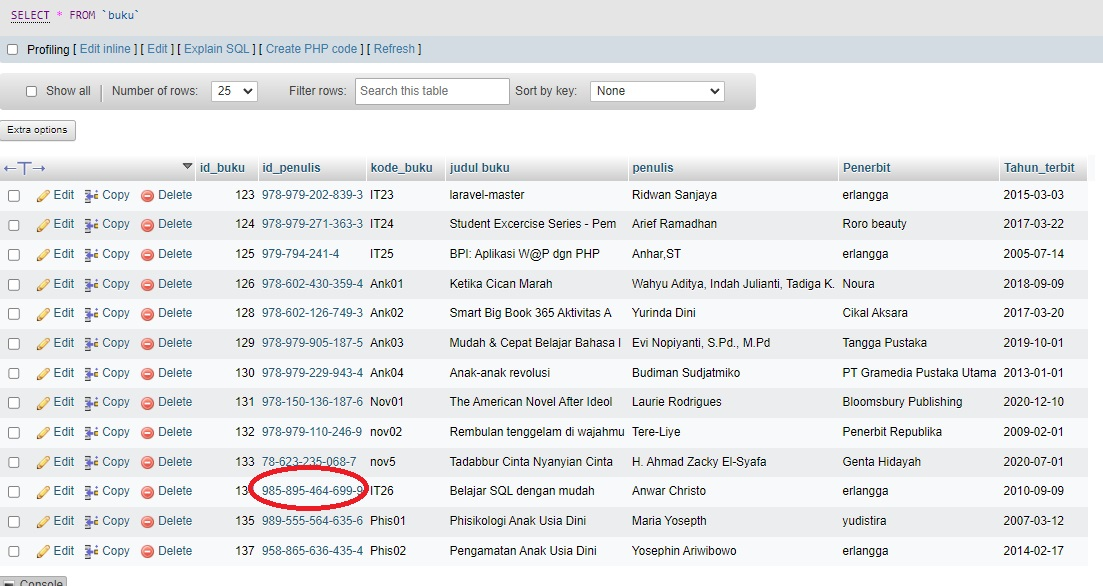 SELECT * FROM `buku`
Profiling [ Edit inline ] [ Edit ] [ Explain SQL ] [ Create PHP code ] [ Refresh ]
Show all Number of rows: 25 Filter rows: Search this table Sort by key: None
Extra options
←T→ id_buku id_penulis kode_buku judul buku penulis Penerbit Tahun_terbit
Edit Copy Delete 123 978-979-202-839-3 IT23 laravel-master Ridwan Sanjaya erlangga 2015-03-03
Edit Copy Delete 124 978-979-271-363-3 IT24 Student Excercise Series - Pem Arief Ramadhan Roro beauty 2017-03-22
Edit Copy Delete 125 979-794-241-4 IT25 BPI: Aplikasi W@P dgn PHP Anhar,ST erlangga 2005-07-14
Edit Copy Delete 126 978-602-430-359-4 Ank01 Ketika Cican Marah Wahyu Aditya, Indah Julianti, Tadiga K. Noura 2018-09-09
Edit Copy Delete 128 978-602-126-749-3 Ank02 Smart Big Book 365 Aktivitas A Yurinda Dini Cikal Aksara 2017-03-20
Edit Copy Delete 129 978-979-905-187-5 Ank03 Mudah & Cepat Belajar Bahasa I Evi Nopiyanti, S.Pd., M.Pd Tangga Pustaka 2019-10-01
Edit Copy Delete 130 978-979-229-943-4 Ank04 Anak-anak revolusi Budiman Sudjatmiko PT Gramedia Pustaka Utama 2013-01-01
Edit Copy Delete 131 978-150-136-187-6 Nov01 The American Novel After Ideol Laurie Rodrigues Bloomsbury Publishing 2020-12-10
Edit Copy Delete 132 978-979-110-246-9 nov02 Rembulan tenggelam di wajahmu Tere-Liye Penerbit Republika 2009-02-01
Edit Copy Delete 133 78-623-235-068-7 nov5 Tadabbur Cinta Nyanyian Cinta H. Ahmad Zacky El-Syafa Genta Hidayah 2020-07-01
Edit Copy Delete 985-895-464-699-9 IT26 Belajar SQL dengan mudah Anwar Christo erlangga 2010-09-09
Edit Copy Delete 135 989-555-564-635-6 Phis01 Phisikologi Anak Usia Dini Maria Yosepth yudistira 2007-03-12
Edit Copy Delete 137 958-865-636-435-4 Phis02 Pengamatan Anak Usia Dini Yosephin Ariwibowo erlangga 2014-02-17
Console